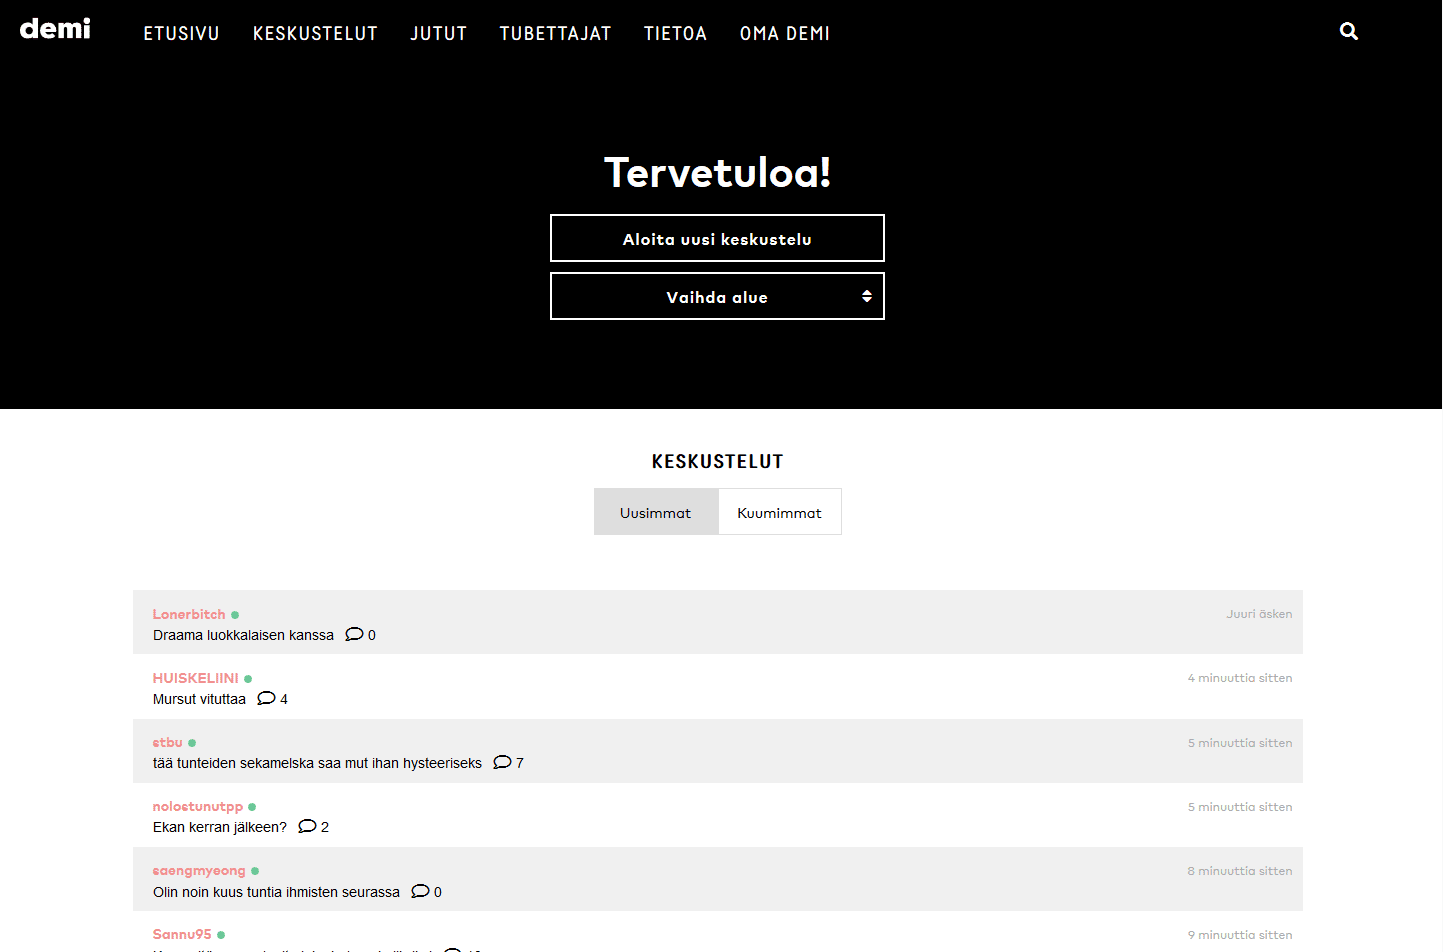 demi
ETUSIVU KESKUSTELUT JUTUT TUBETTAJAT TIETOA OMA DEMI
Tervetuloa!
Aloita uusi keskustelu
Vaihda alue
KESKUSTELUT
Uusimmat Kuumimmat
Lonerbitch Juuri äsken
Draama luokkalaisen kanssa 0
HUISKELIINI 4 minuuttia sitten
Mursut vituttaa 4
stbu 5 minuuttia sitten
tää tunteiden sekamelska saa mut ihan hysteeriseks 7
nolostunutpp 5 minuuttia sitten
Ekan kerran jälkeen? 2
saengmyeong 8 minuuttia sitten
Olin noin kuus tuntia ihmisten seurassa 0
Sannu95 9 minuuttia sitten